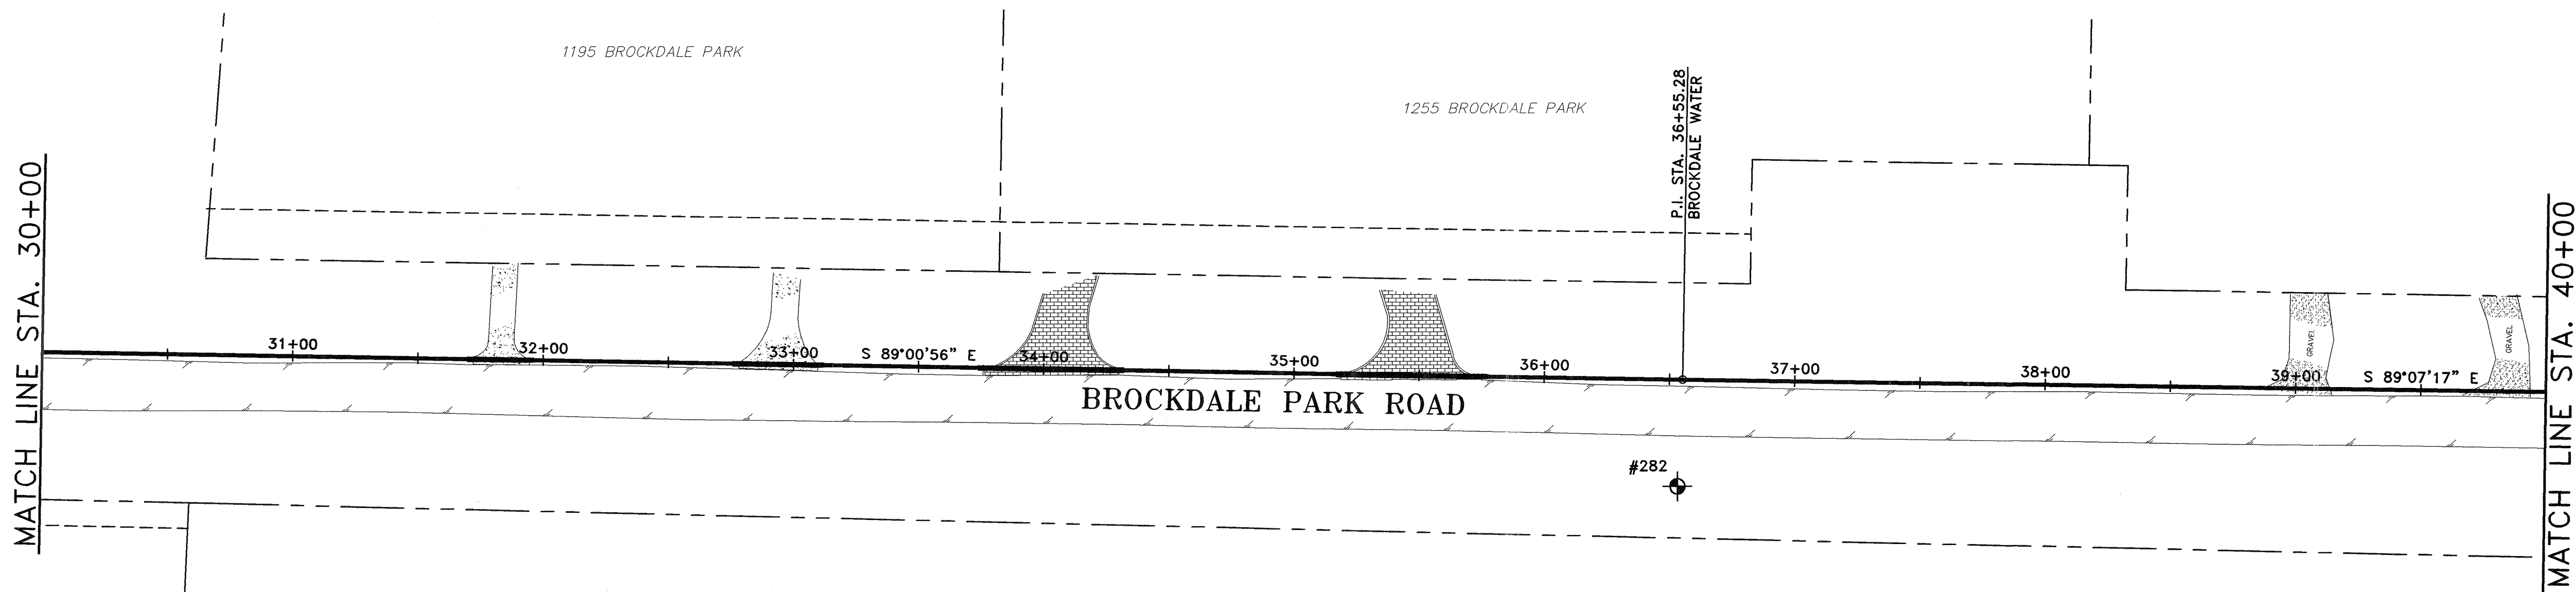 1195 BROCKDALE PARK
1255 BROCKDALE PARK
P.I. STA. 36+55.28
BROCKDALE WATER
MATCH LINE STA. 30+00
31+00
32+00
33+00
S 89°00'56" E
34+00
35+00
36+00
37+00
38+00
39+00
S 89°07'17" E
GRAVEL
GRAVEL
MATCH LINE STA. 40+00
BROCKDALE PARK ROAD
#282